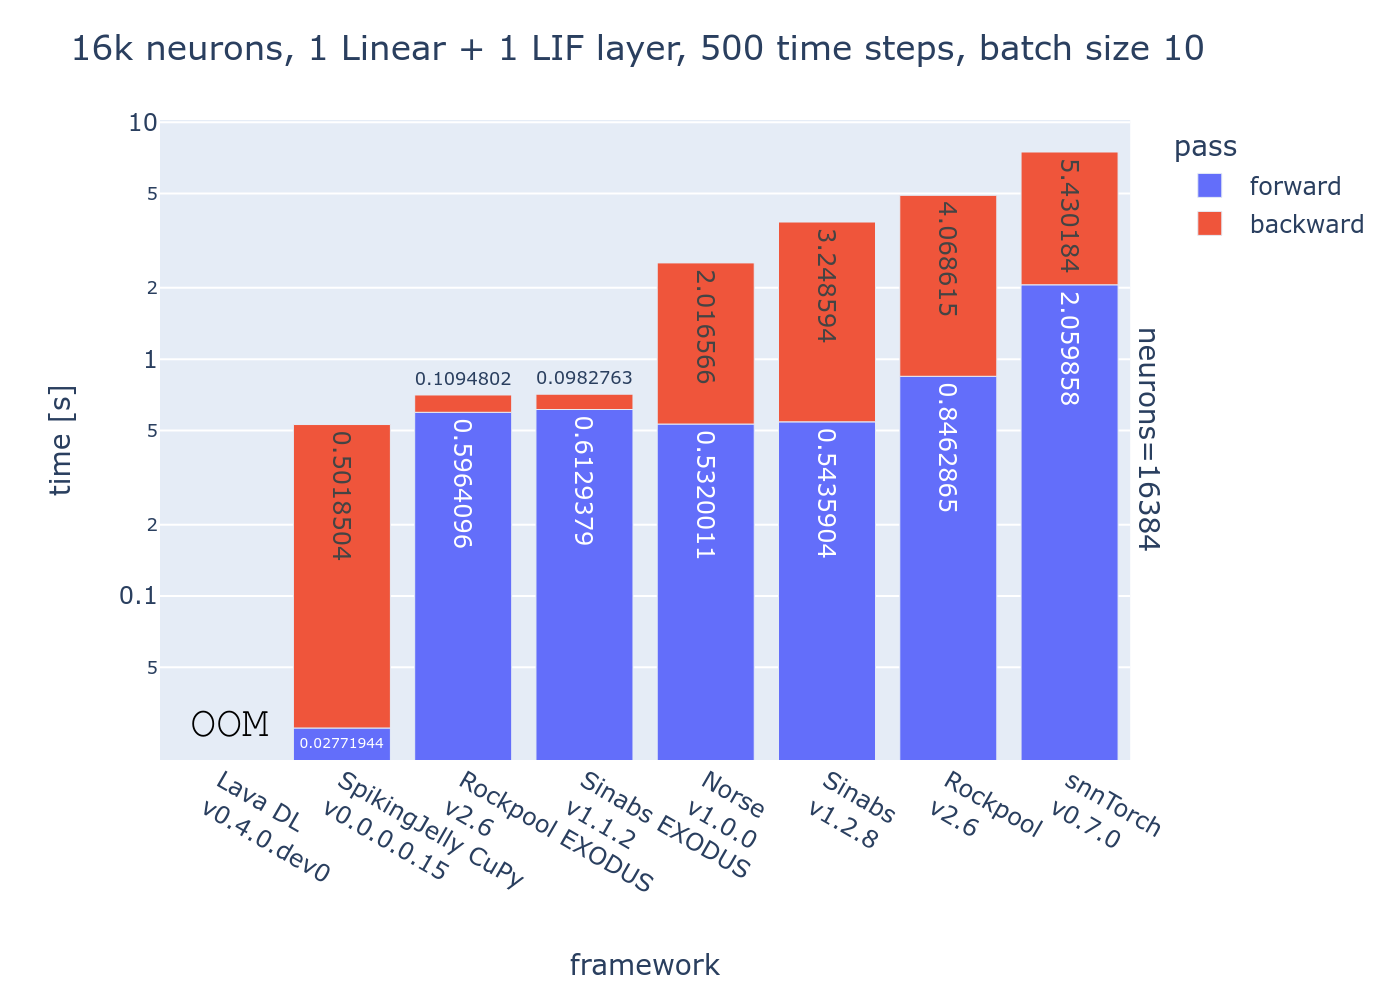 16k neurons, 1 Linear + 1 LIF layer, 500 time steps, batch size 10
pass
forward
backward
time [s]
10
5
2
1
5
2
0.1
5
OOM
0.5018504
0.02771944
0.1094802
0.5964096
0.0982763
0.6129379
2.016566
0.5320011
3.248594
0.5435904
4.068615
0.8462865
5.430184
2.059858
neurons=16384
Lava DL
v0.4.0.dev0
SpikingJelly CuPy
v0.0.0.0.15
Rockpool EXODUS
v2.6
Sinabs EXODUS
v1.1.2
Norse
v1.0.0
Sinabs
v1.2.8
Rockpool
v2.6
snnTorch
v0.7.0
framework